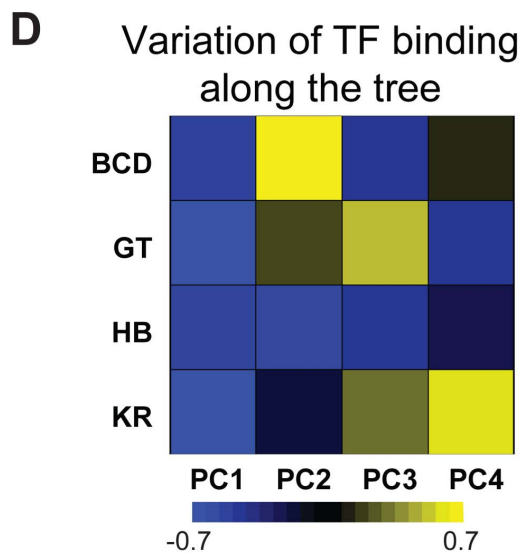 D
Variation of TF binding
along the tree
BCD
GT
HB
KR
PC1 PC2 PC3 PC4
-0.7 0.7